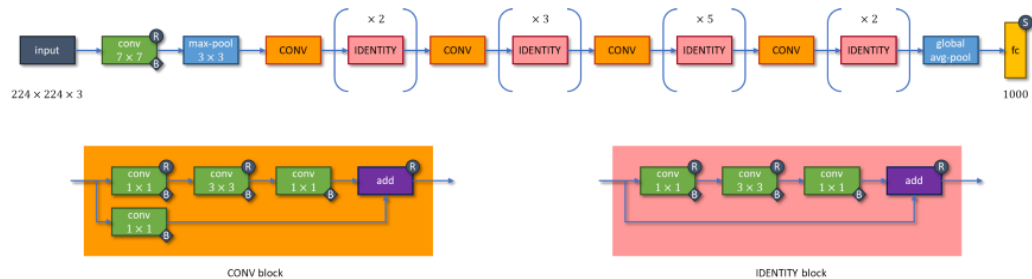 × 2
× 3
× 5
× 2
input
conv
7 × 7
R
B
max-pool
3 × 3
CONV
IDENTITY
CONV
IDENTITY
CONV
IDENTITY
CONV
IDENTITY
global
avg-pool
fc
S
224 × 224 × 3
1000
conv
1 × 1
R
B
conv
3 × 3
R
B
conv
1 × 1
B
add
R
conv
1 × 1
B
CONV block
conv
1 × 1
R
B
conv
3 × 3
R
B
conv
1 × 1
B
add
R
IDENTITY block